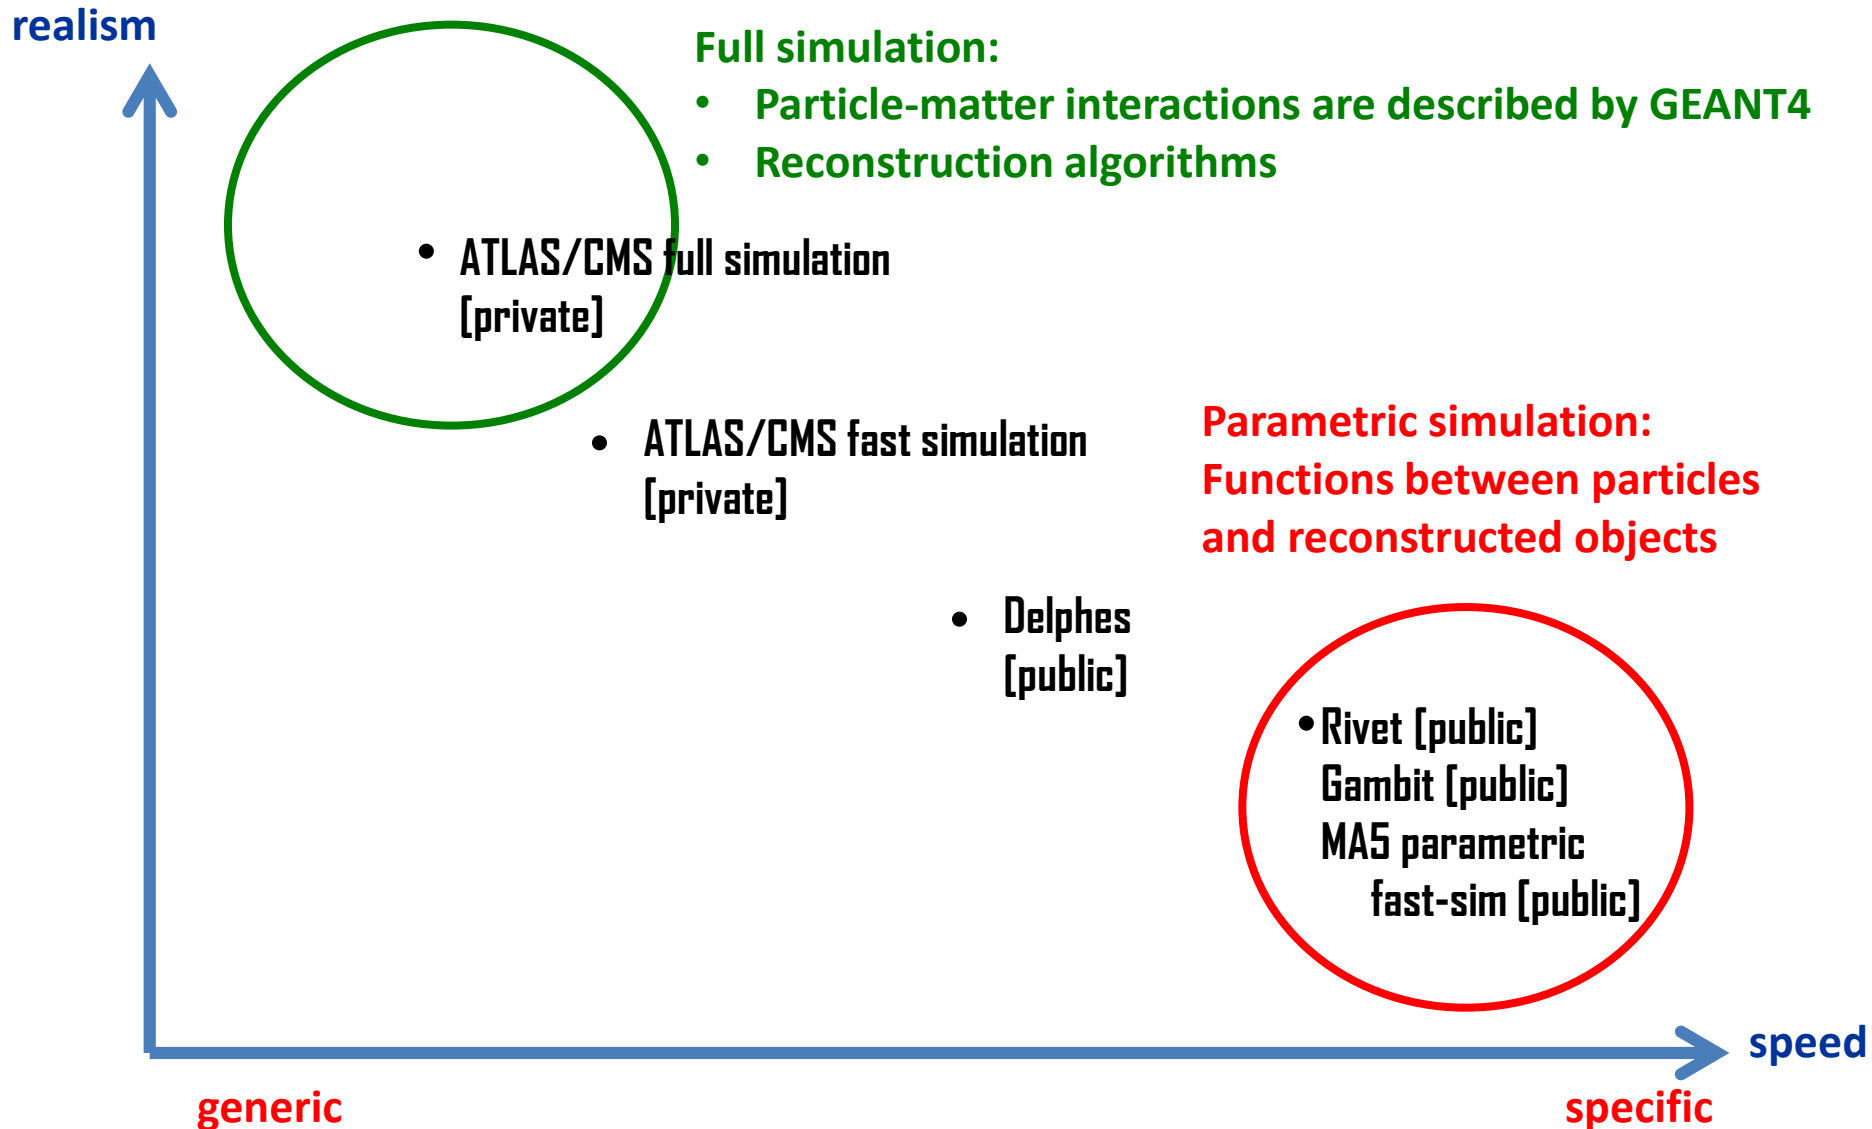 realism
Full simulation:
• Particle-matter interactions are described by GEANT4
• Reconstruction algorithms
• ATLAS/CMS full simulation
[private]
• ATLAS/CMS fast simulation
[private]
Parametric simulation:
Functions between particles
and reconstructed objects
• Delphes
[public]
• Rivet [public]
Gambit [public]
MA5 parametric
fast-sim [public]
speed
generic
specific